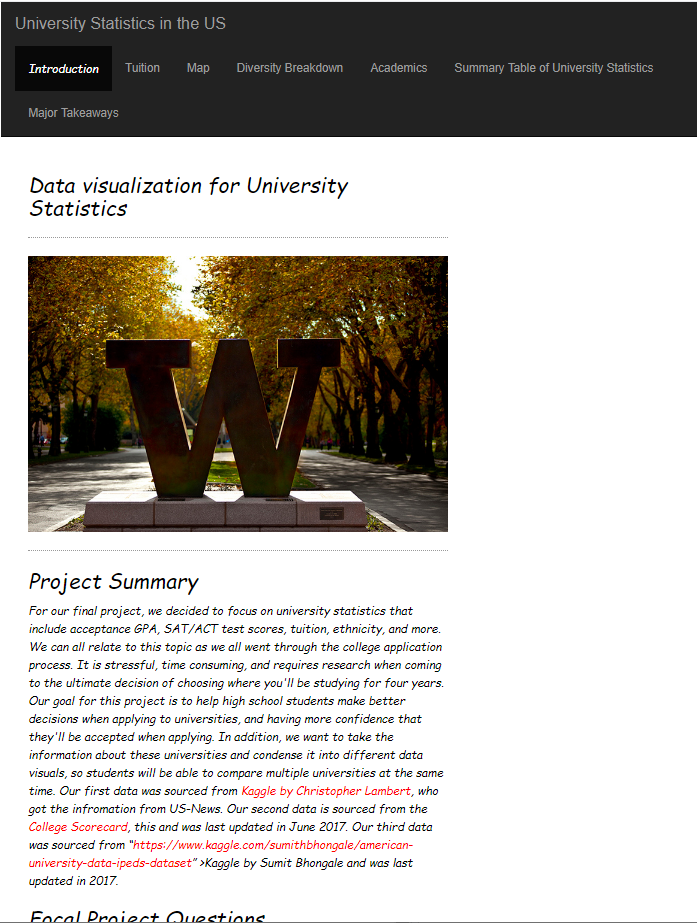 University Statistics in the US
Introduction Tuition Map Diversity Breakdown Academics Summary Table of University Statistics
Major Takeaways
Data visualization for University
Statistics
W
Project Summary
For our final project, we decided to focus on university statistics that
include acceptance GPA, SAT/ACT test scores, tuition, ethnicity, and more.
We can all relate to this topic as we all went through the college application
process. It is stressful, time consuming, and requires research when coming
to the ultimate decision of choosing where you'll be studying for four years.
Our goal for this project is to help high school students make better
decisions when applying to universities, and having more confidence that
they'll be accepted when applying. In addition, we want to take the
information about these universities and condense it into different data
visuals, so students will be able to compare multiple universities at the same
time. Our first data was sourced from Kaggle by Christopher Lambert, who
got the infromation from US-News. Our second data is sourced from the
College Scorecard, this and was last updated in June 2017. Our third data
was sourced from "https://www.kaggle.com/sumithbhongale/american-
university-data-ipeds-dataset" >Kaggle by Sumit Bhongale and was last
updated in 2017.
Focal Project Questions